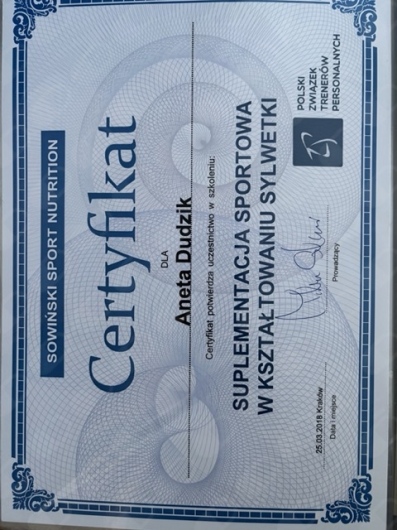 SOWIŃSKI SPORT NUTRITION
Certyfikat
DLA
Aneta Dudzik
Certyfikat potwierdza uczestnictwo w szkoleniu:
SUPLEMENTACJA SPORTOWA
W KSZTAŁTOWANIU SYLWETKI
25.03.2018 Kraków
Data i miejsce
Prowadzący
POLSKI
ZWIĄZEK
TRENERÓW
PERSONALNYCH